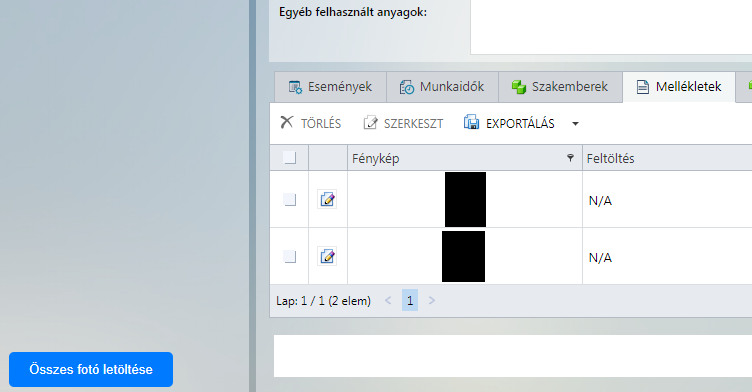 Egyéb felhasznált anyagok:
Események Munkaidők Szakemberek Mellékletek
TÖRLÉS SZERKESZT EXPORTÁLÁS
Fénykép Feltöltés
N/A
N/A
Lap: 1 / 1 (2 elem) < 1 >
Összes fotó letöltése